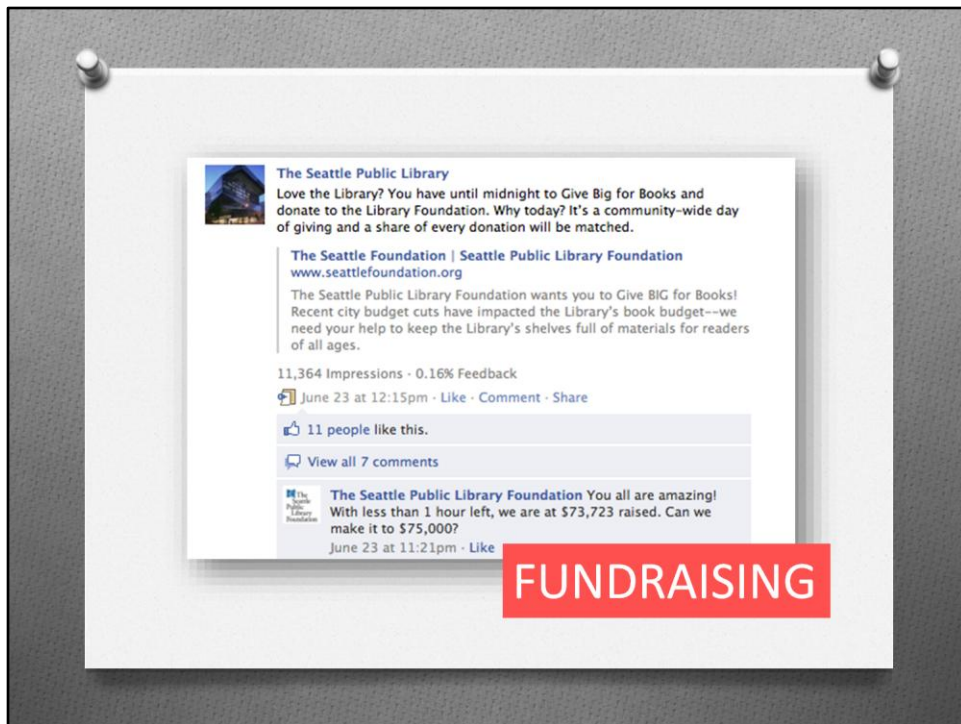 The Seattle Public Library
Love the Library? You have until midnight to Give Big for Books and
donate to the Library Foundation. Why today? It's a community-wide day
of giving and a share of every donation will be matched.
The Seattle Foundation | Seattle Public Library Foundation
www.seattlefoundation.org
The Seattle Public Library Foundation wants you to Give BIG for Books!
Recent city budget cuts have impacted the Library's book budget--we
need your help to keep the Library's shelves full of materials for readers
of all ages.
11,364 Impressions · 0.16% Feedback
June 23 at 12:15pm · Like · Comment · Share
11 people like this.
View all 7 comments
The
Seattle
Public
Library
Foundation
The Seattle Public Library Foundation You all are amazing!
With less than 1 hour left, we are at $73,723 raised. Can we
make it to $75,000?
June 23 at 11:21pm · Like
FUNDRAISING